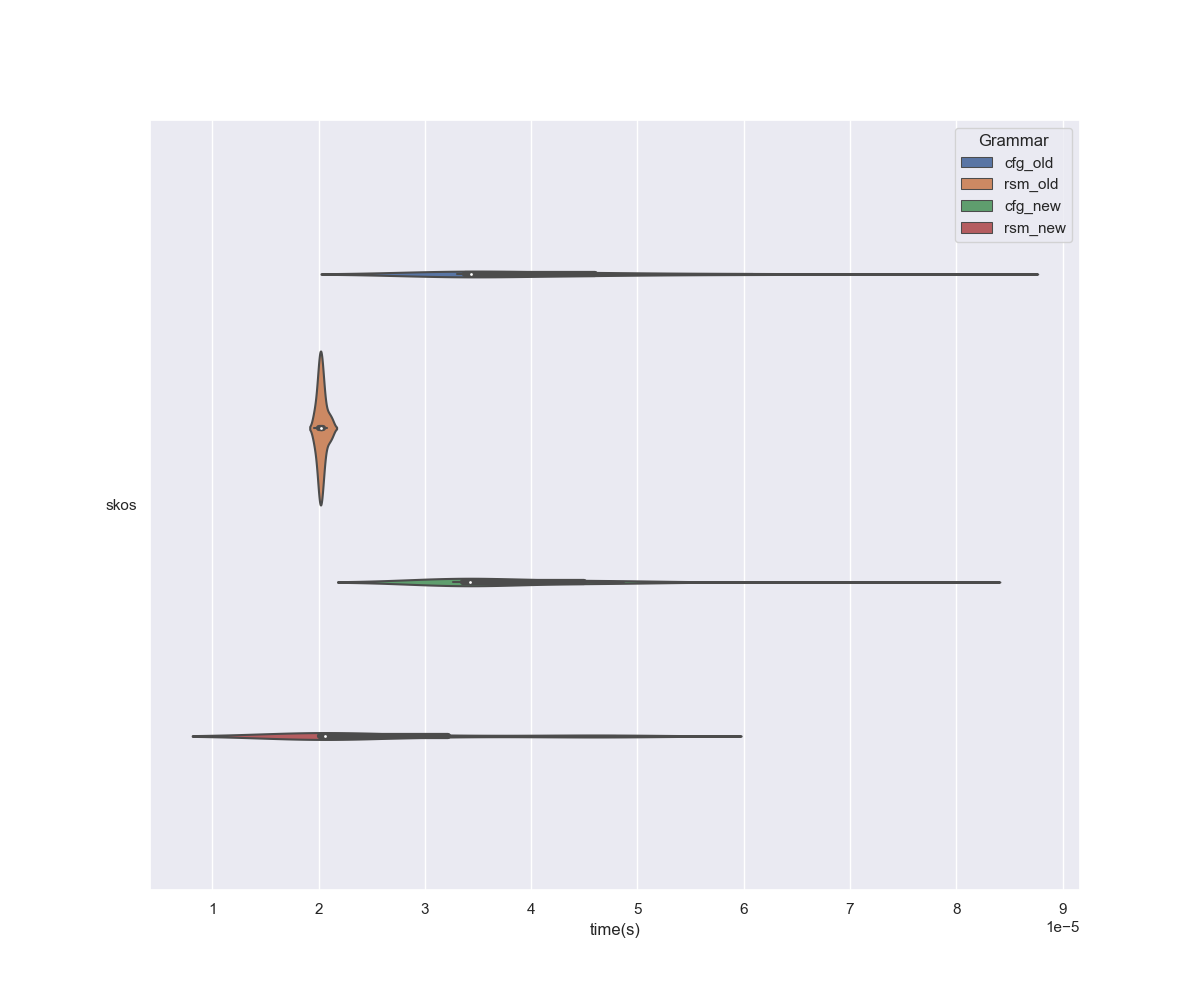 Grammar
cfg_old
rsm_old
cfg_new
rsm_new
skos
1 2 3 4 5 6 7 8 9
1e−5
time(s)